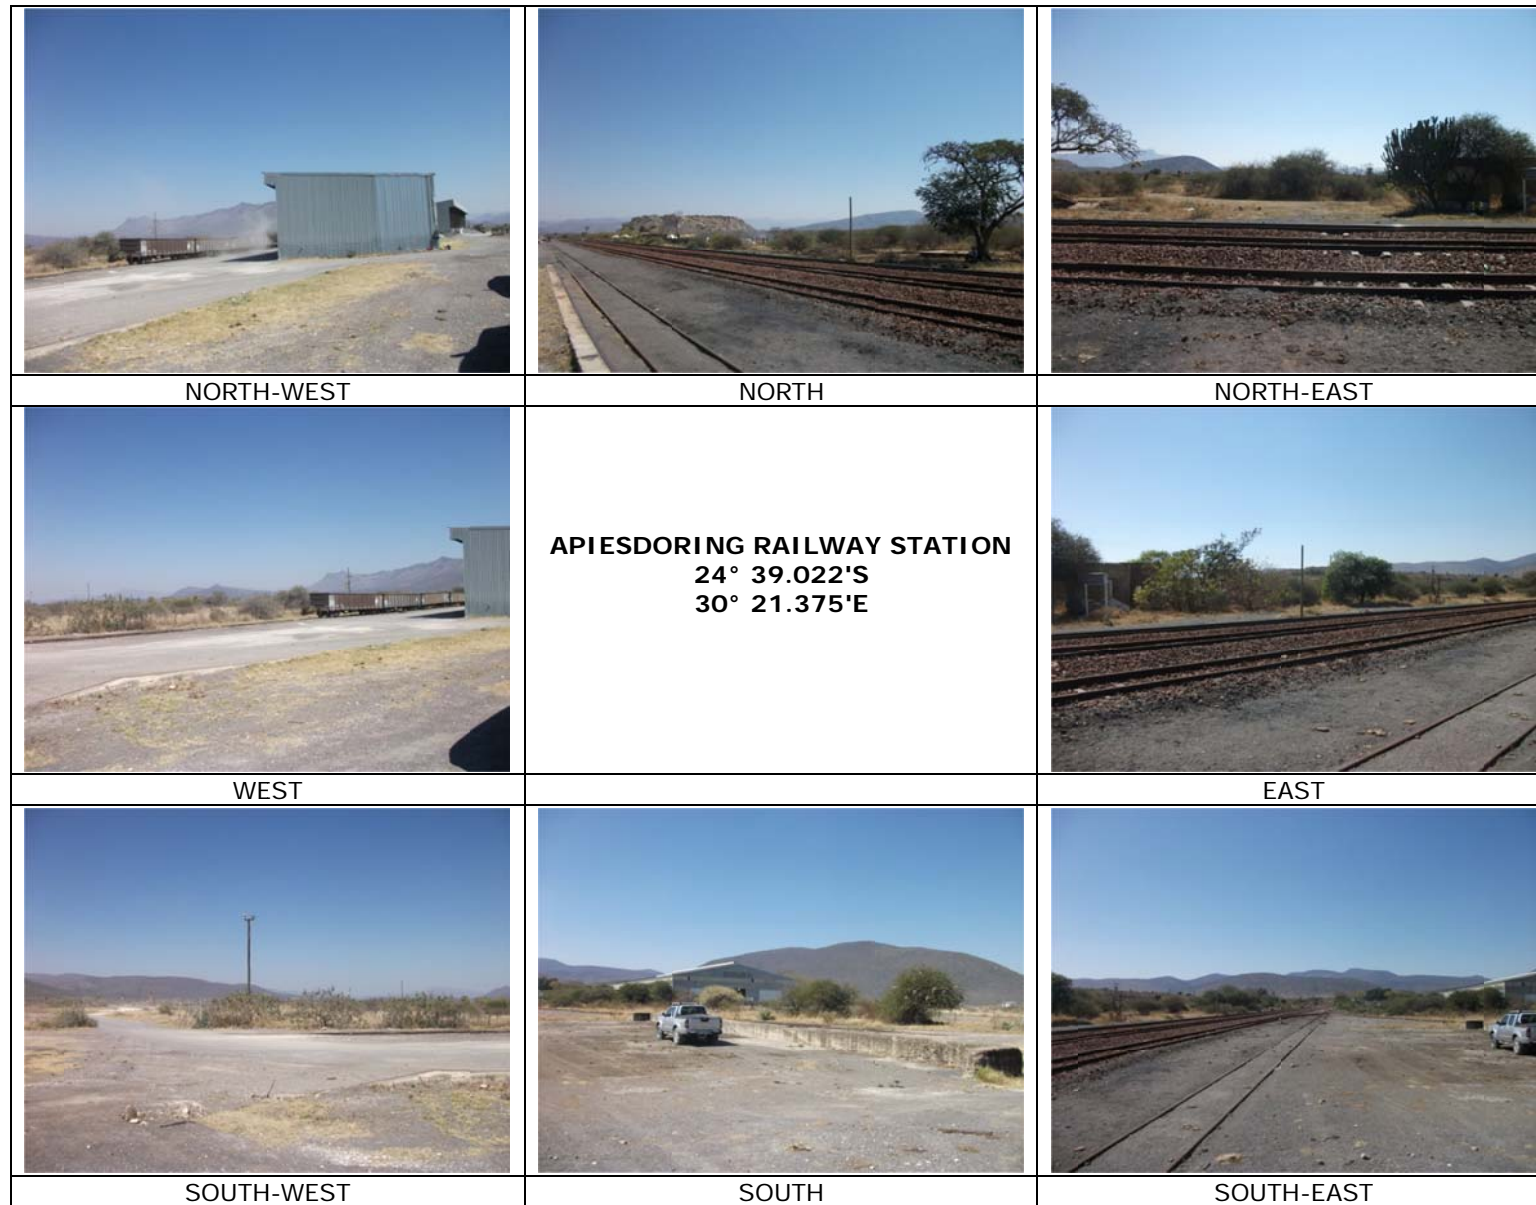 NORTH-WEST
NORTH
NORTH-EAST
APIESDORING RAILWAY STATION
24° 39.022'S
30° 21.375'E
WEST
EAST
SOUTH-WEST
SOUTH
SOUTH-EAST